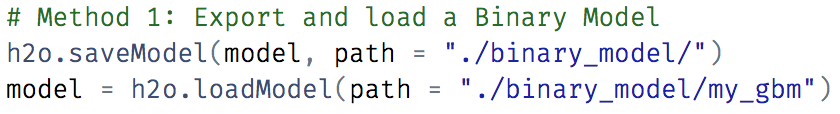 # Method 1: Export and load a Binary Model
h2o.saveModel(model, path = "./binary_model/")
model = h2o.loadModel(path = "./binary_model/my_gbm")